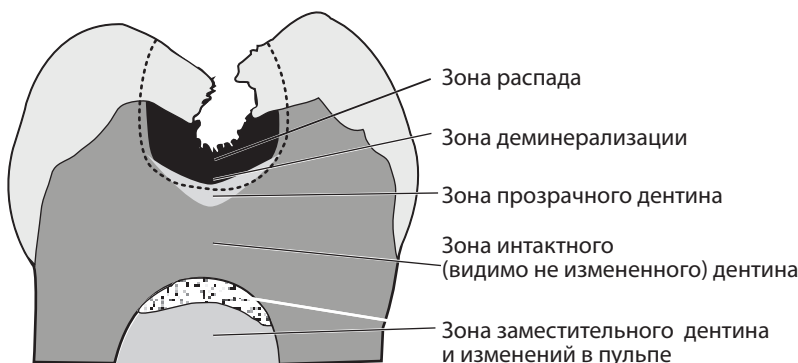 Зона распада
Зона деминерализации
Зона прозрачного дентина
Зона интактного
(видимо не измененного) дентина
Зона заместительного дентина
и изменений в пульпе